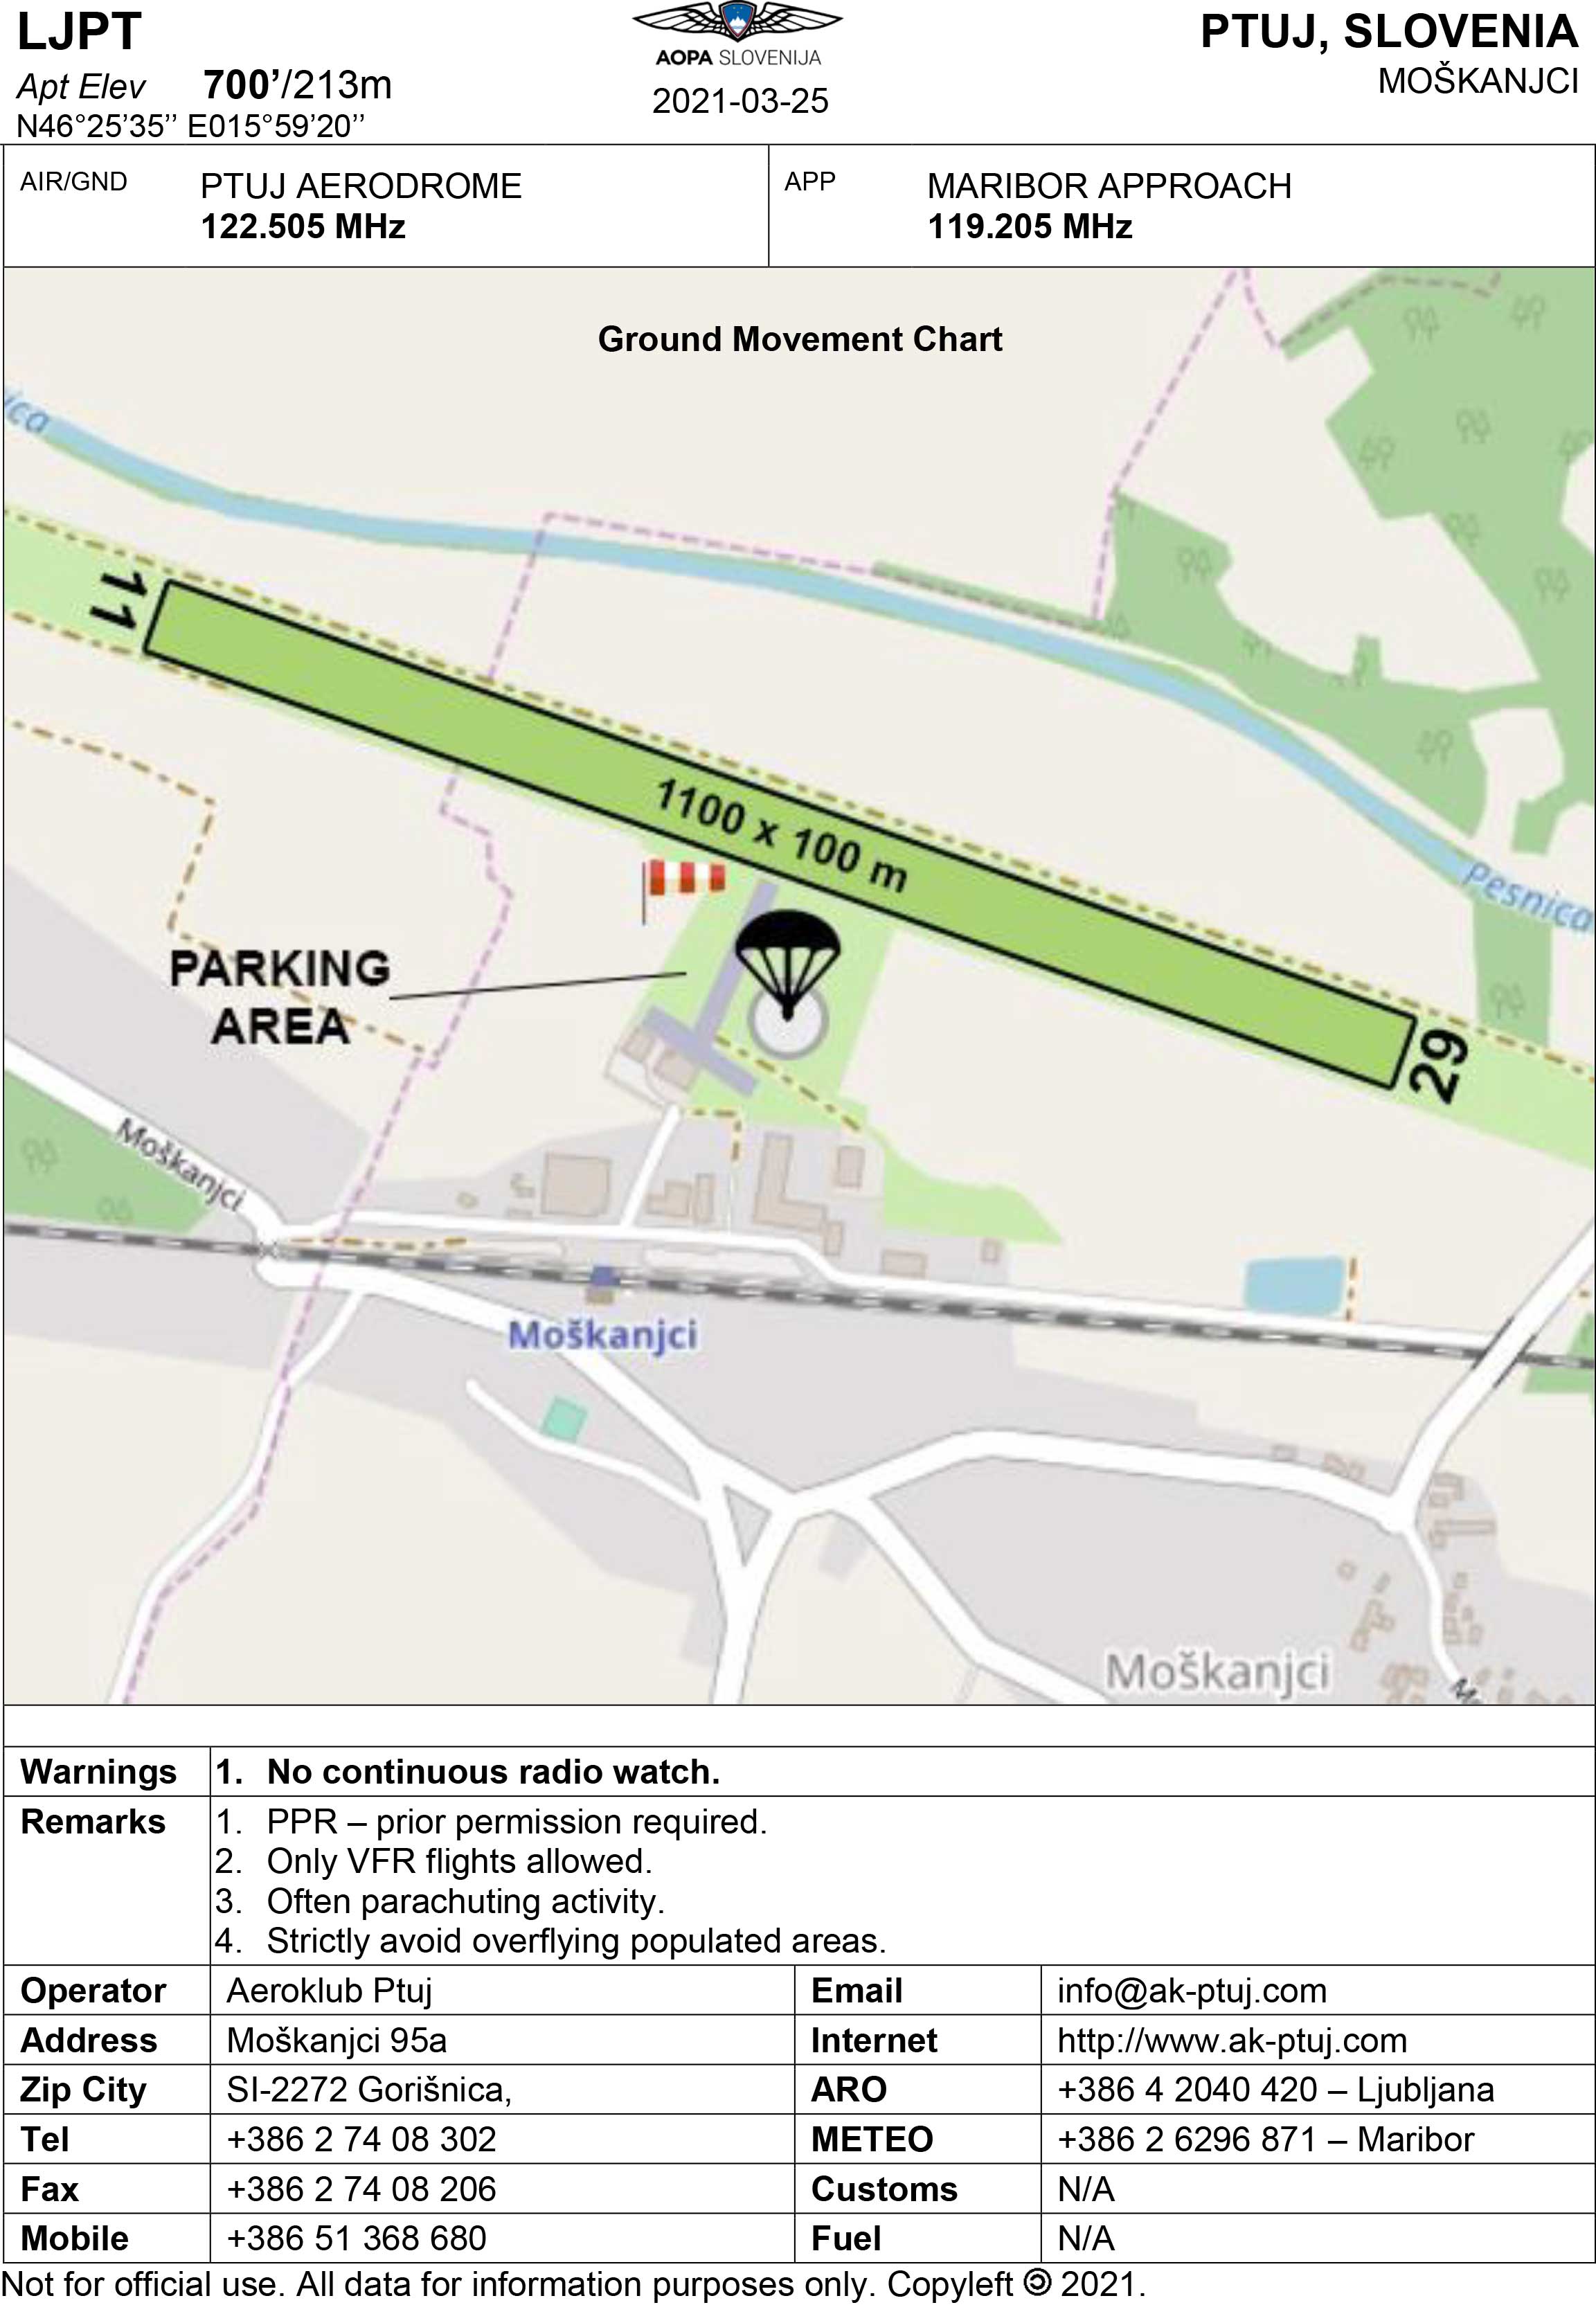 LJPT
Apt Elev 700’/213m
N46°25’35’’ E015°59’20’’
AOPA SLOVENIJA
2021-03-25
PTUJ, SLOVENIA
MOŠKANJCI
AIR/GND PTUJ AERODROME
122.505 MHz
APP MARIBOR APPROACH
119.205 MHz
Ground Movement Chart
11
1100 x 100 m
Pesnica
PARKING
AREA
29
Moškanjci
Moškanjci
Moškanjci
Warnings 1. No continuous radio watch.
Remarks 1. PPR – prior permission required.
2. Only VFR flights allowed.
3. Often parachuting activity.
4. Strictly avoid overflying populated areas.
Operator Aeroklub Ptuj Email info@ak-ptuj.com
Address Moškanjci 95a Internet http://www.ak-ptuj.com
Zip City SI-2272 Gorišnica, ARO +386 4 2040 420 – Ljubljana
Tel +386 2 74 08 302 METEO +386 2 6296 871 – Maribor
Fax +386 2 74 08 206 Customs N/A
Mobile +386 51 368 680 Fuel N/A
Not for official use. All data for information purposes only. Copyleft 🄯 2021.